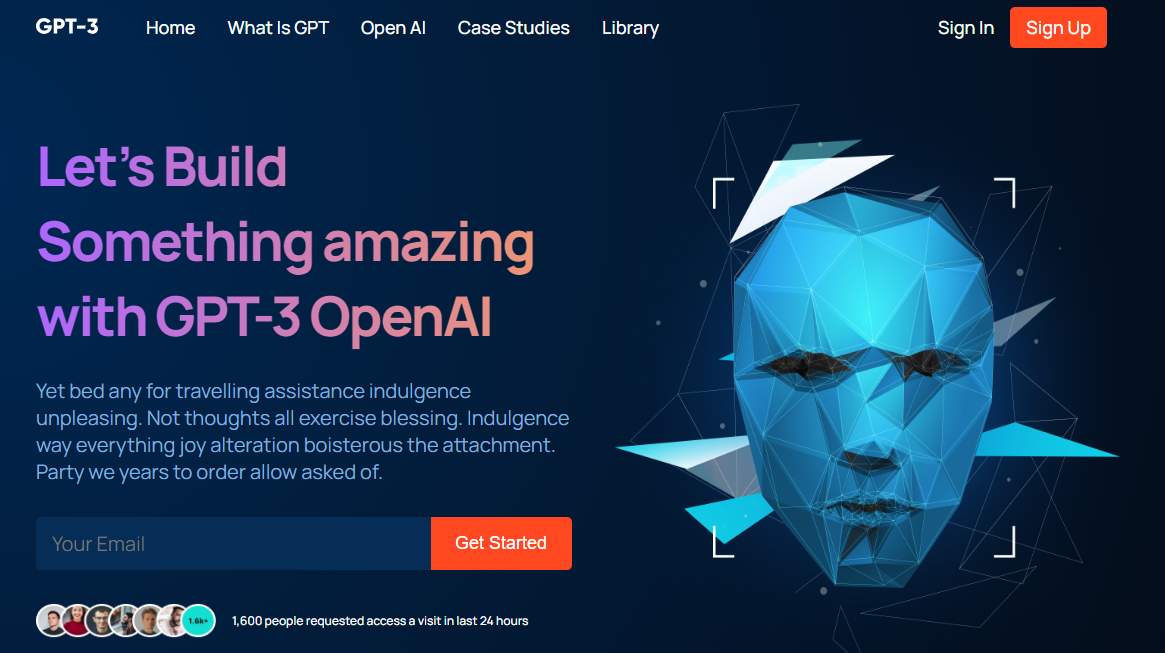 GPT-3
Home
What Is GPT
Open AI
Case Studies
Library
Sign In
Sign Up
Let's Build
Something amazing
with GPT-3 OpenAI
Yet bed any for travelling assistance indulgence
unpleasing. Not thoughts all exercise blessing. Indulgence
way everything joy alteration boisterous the attachment.
Party we years to order allow asked of.
Your Email
Get Started
1.6k+
1,600 people requested access a visit in last 24 hours